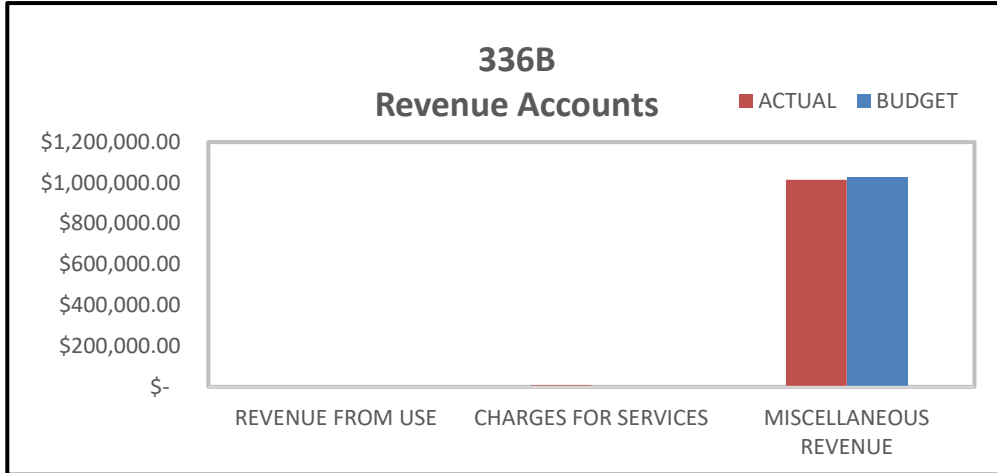 336B
Revenue Accounts
ACTUAL BUDGET
$1,200,000.00
$1,000,000.00
$800,000.00
$600,000.00
$400,000.00
$200,000.00
$-
REVENUE FROM USE CHARGES FOR SERVICES MISCELLANEOUS
REVENUE